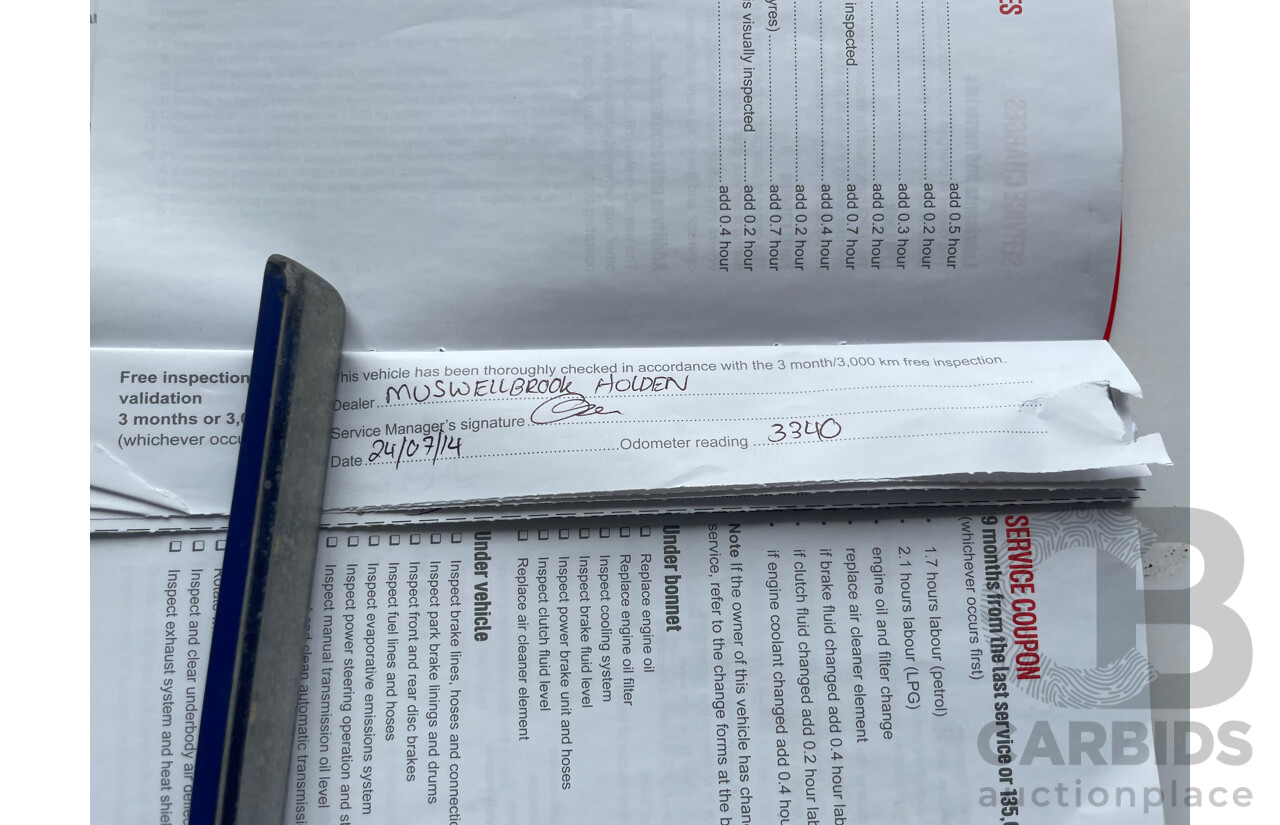 ES
add 0.5 hour
add 0.2 hour
add 0.3 hour
add 0.2 hour
inspected add 0.7 hour
add 0.4 hour
add 0.2 hour
yres) add 0.7 hour
s visually inspected add 0.2 hour
add 0.4 hour
Free inspection
validation
3 months or 3,0
(whichever occu
his vehicle has been thoroughly checked in accordance with the 3 month/3,000 km free inspection.
Dealer MUSWELLBROOK HOLDEN
Service Manager's signature
Date 24/07/14 Odometer reading 3340
SERVICE COUPON
9 months from the last service or 135,
(whichever occurs first)
• 1.7 hours labour (petrol)
• 2.1 hours labour (LPG)
• engine oil and filter change
• replace air cleaner element
• if brake fluid changed add 0.4 hour lab
• if clutch fluid changed add 0.2 hour lab
• if engine coolant changed add 0.4 hou
Note If the owner of this vehicle has chan
service, refer to the change forms at the b
Under bonnet
❑ Replace engine oil
❑ Replace engine oil filter
❑ Inspect cooling system
❑ Inspect brake fluid level
❑ Inspect power brake unit and hoses
❑ Inspect clutch fluid level
❑ Replace air cleaner element
Under vehicle
❑ Inspect brake lines, hoses and connectio
❑ Inspect park brake linings and drums
❑ Inspect front and rear disc brakes
❑ Inspect fuel lines and hoses
❑ Inspect evaporative emissions system
❑ Inspect power steering operation and st
❑ Inspect manual transmission oil level
clean automatic transmissi
❑ Inspect and clear underbody air deflec
❑ Inspect exhaust system and heat shiel
CARBIDS
auctionplace